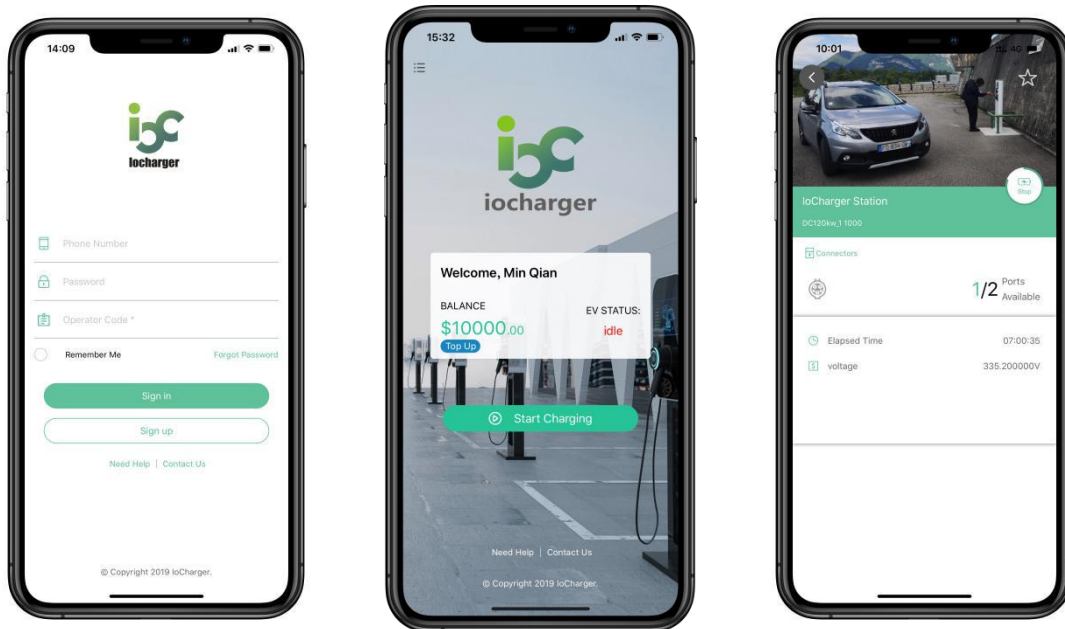 14:09
ioc
Iocharger
Phone Number
Password
Operator Code *
Remember Me
Forgot Password
Sign in
Sign up
Need Help | Contact Us
© Copyright 2019 IoCharger.
15:32
ioc
iocharger
Welcome, Min Qian
BALANCE
$10000.00
Top Up
EV STATUS:
idle
Start Charging
Need Help | Contact Us
© Copyright 2019 IoCharger.
10:01
4G
Stop
IoCharger Station
DC120kw_1 1000
Connectors
1/2 Ports Available
Elapsed Time 07:00:35
voltage 335.200000V